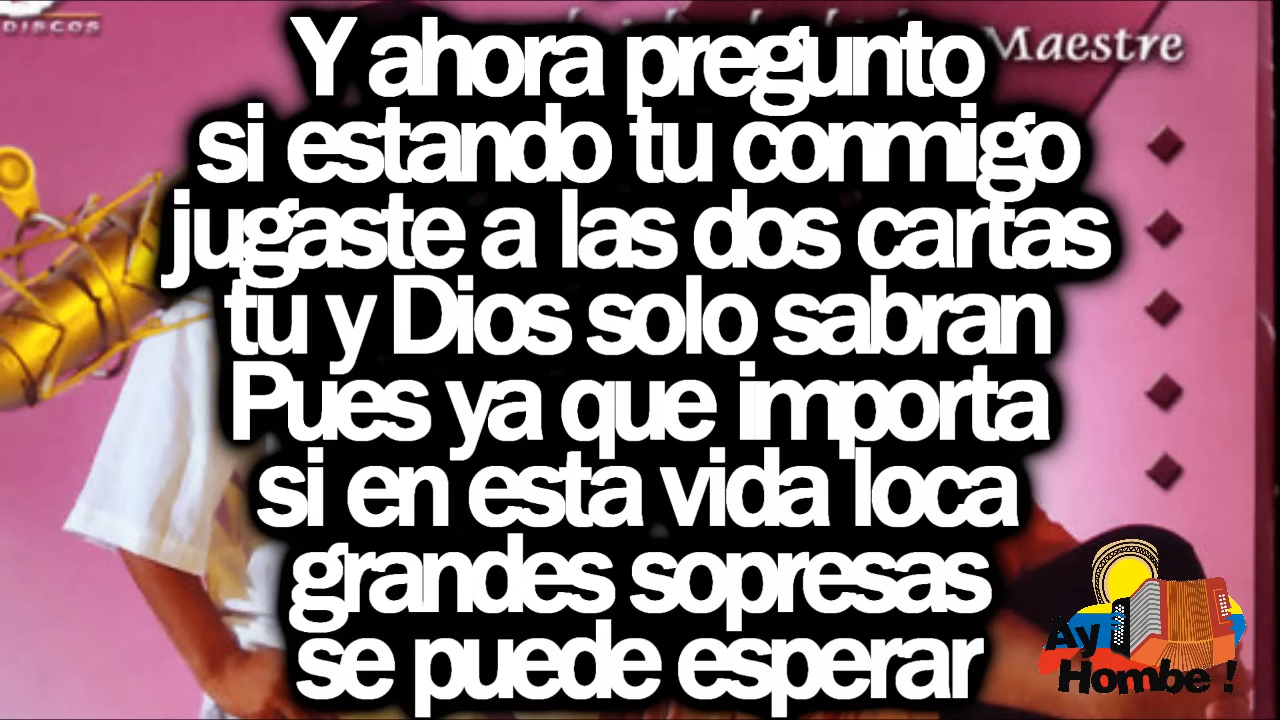 DISCOS
Maestre
Y ahora pregunto
si estando tu conmigo
jugaste a las dos cartas
tu y Dios solo sabran
Pues ya que importa
si en esta vida loca
grandes sopresas
se puede esperar
Ay
Hombe !